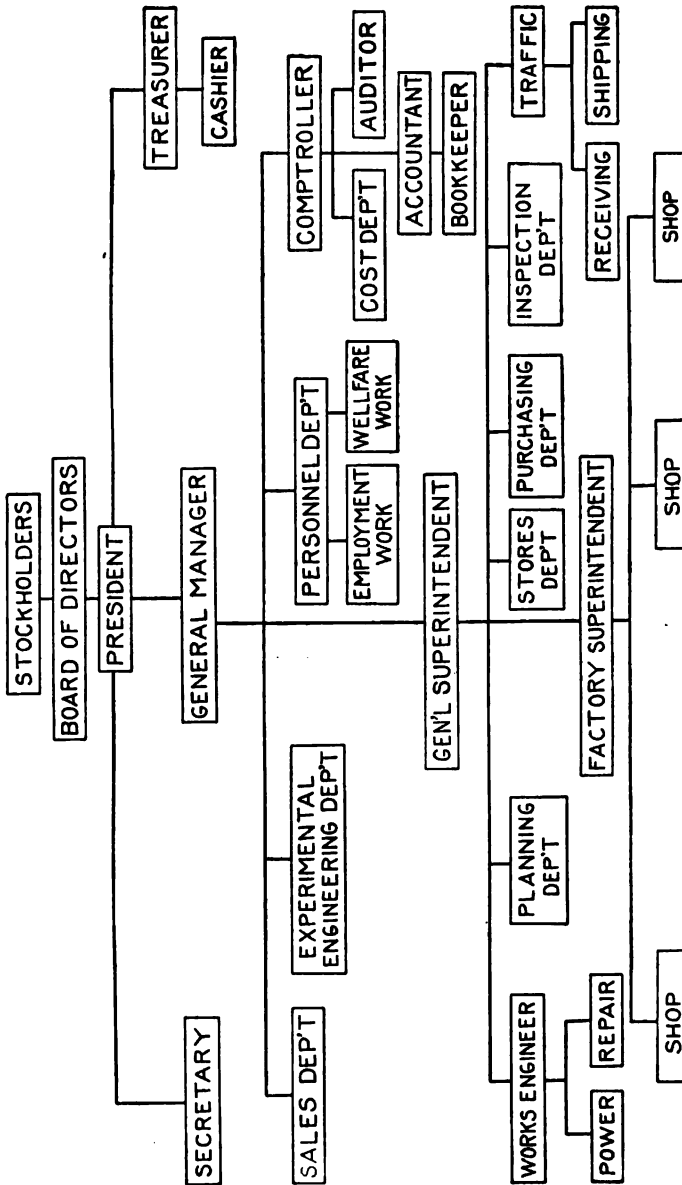 STOCKHOLDERS
BOARD OF DIRECTORS
PRESIDENT
SECRETARY
GENERAL MANAGER
TREASURER
CASHIER
SALES DEP'T
EXPERIMENTAL
ENGINEERING DEP'T
PERSONNEL DEP'T
EMPLOYMENT
WORK
WELLFARE
WORK
COMPTROLLER
COST DEP'T
AUDITOR
ACCOUNTANT
BOOKKEEPER
GEN'L SUPERINTENDENT
WORKS ENGINEER
POWER
REPAIR
PLANNING
DEP'T
STORES
DEP'T
PURCHASING
DEP'T
INSPECTION
DEP'T
TRAFFIC
RECEIVING
SHIPPING
FACTORY SUPERINTENDENT
SHOP
SHOP
SHOP